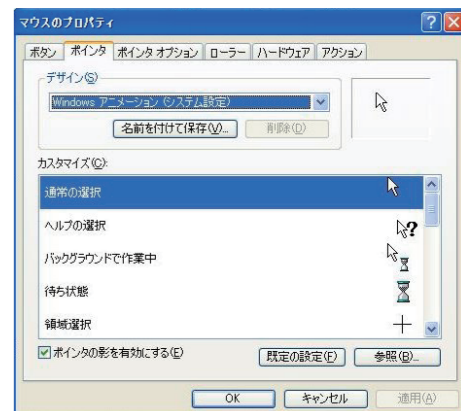 マウスのプロパティ
ボタン ポインタ ポインタ オプション ローラー ハードウェア アクション
デザイン(S)
Windows アニメーション (システム設定)
名前を付けて保存(V)... 削除(D)
カスタマイズ(C):
通常の選択
ヘルプの選択
バックグラウンドで作業中
待ち状態
領域選択
ポインタの影を有効にする(E) 既定の設定(F) 参照(B)...
OK キャンセル 適用(A)